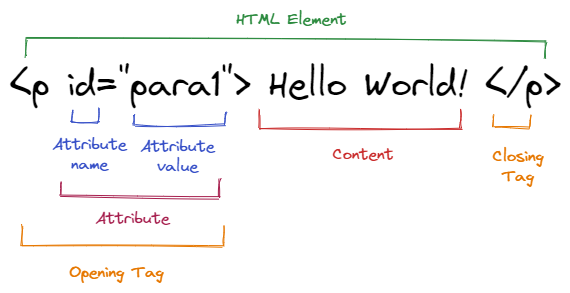 HTML Element
<p id="para1"> Hello World! </p>
Attribute name
Attribute value
Content
Closing Tag
Attribute
Opening Tag